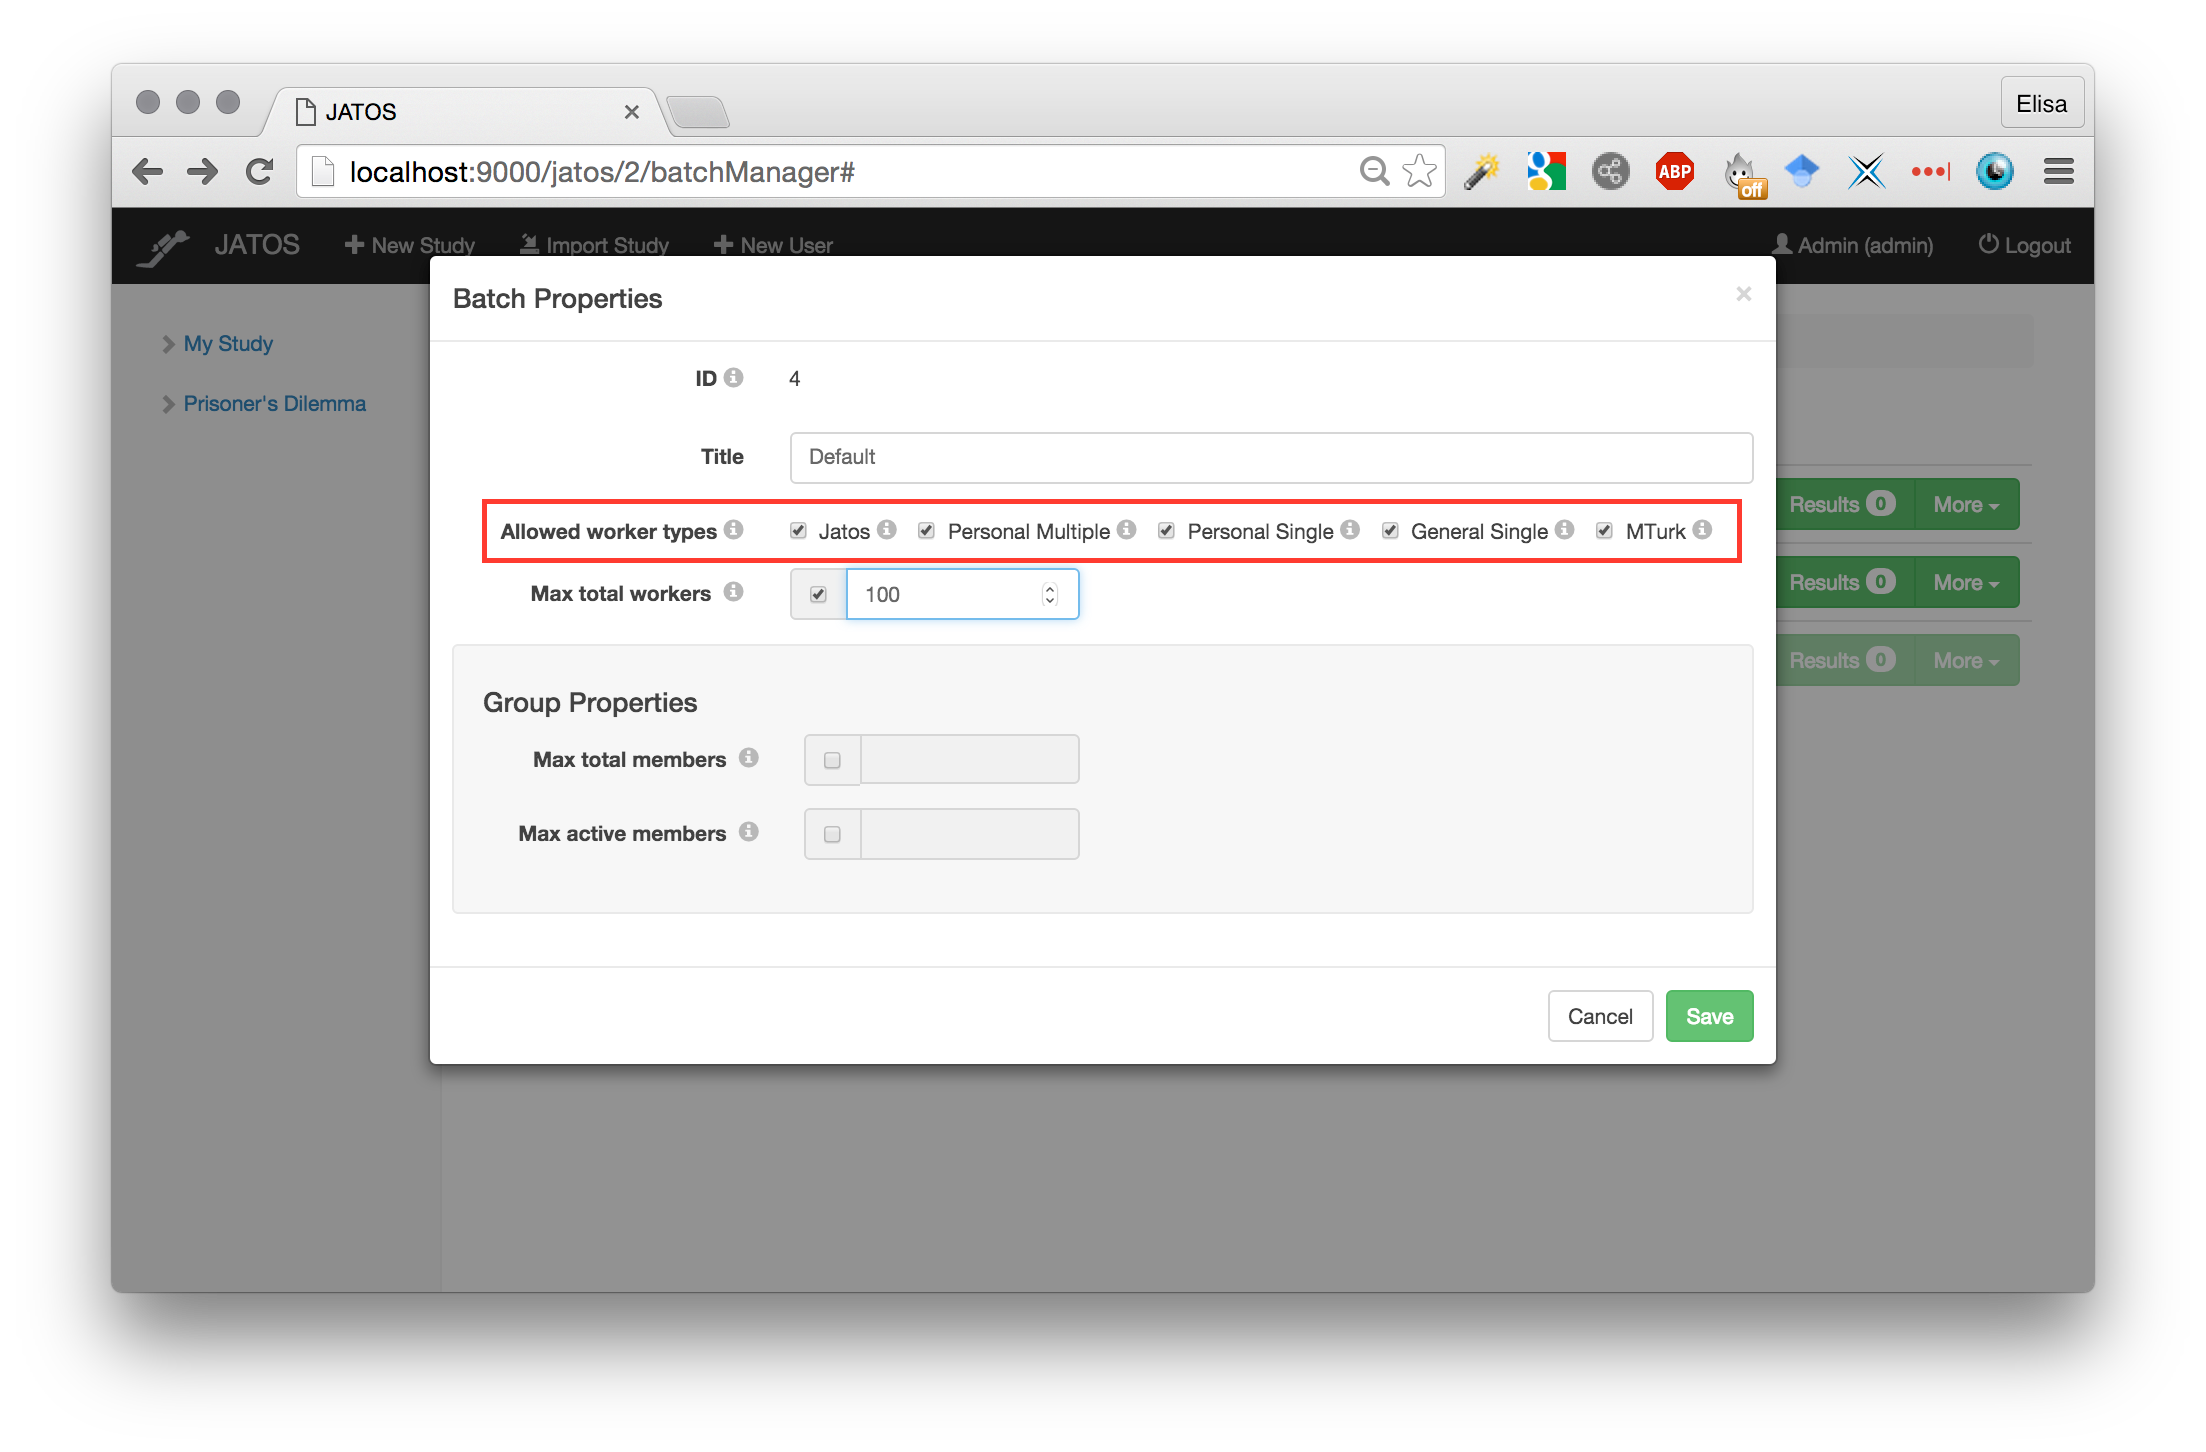 JATOS
Elisa
localhost:9000/jatos/2/batchManager#
ABP
off
JATOS New Study Import Study New User Admin (admin) Logout
Batch Properties
My Study
Prisoner's Dilemma
ID 4
Title Default
Allowed worker types Jatos Personal Multiple Personal Single General Single MTurk
Max total workers 100
Results 0 More
Results 0 More
Results 0 More
Group Properties
Max total members
Max active members
Cancel Save